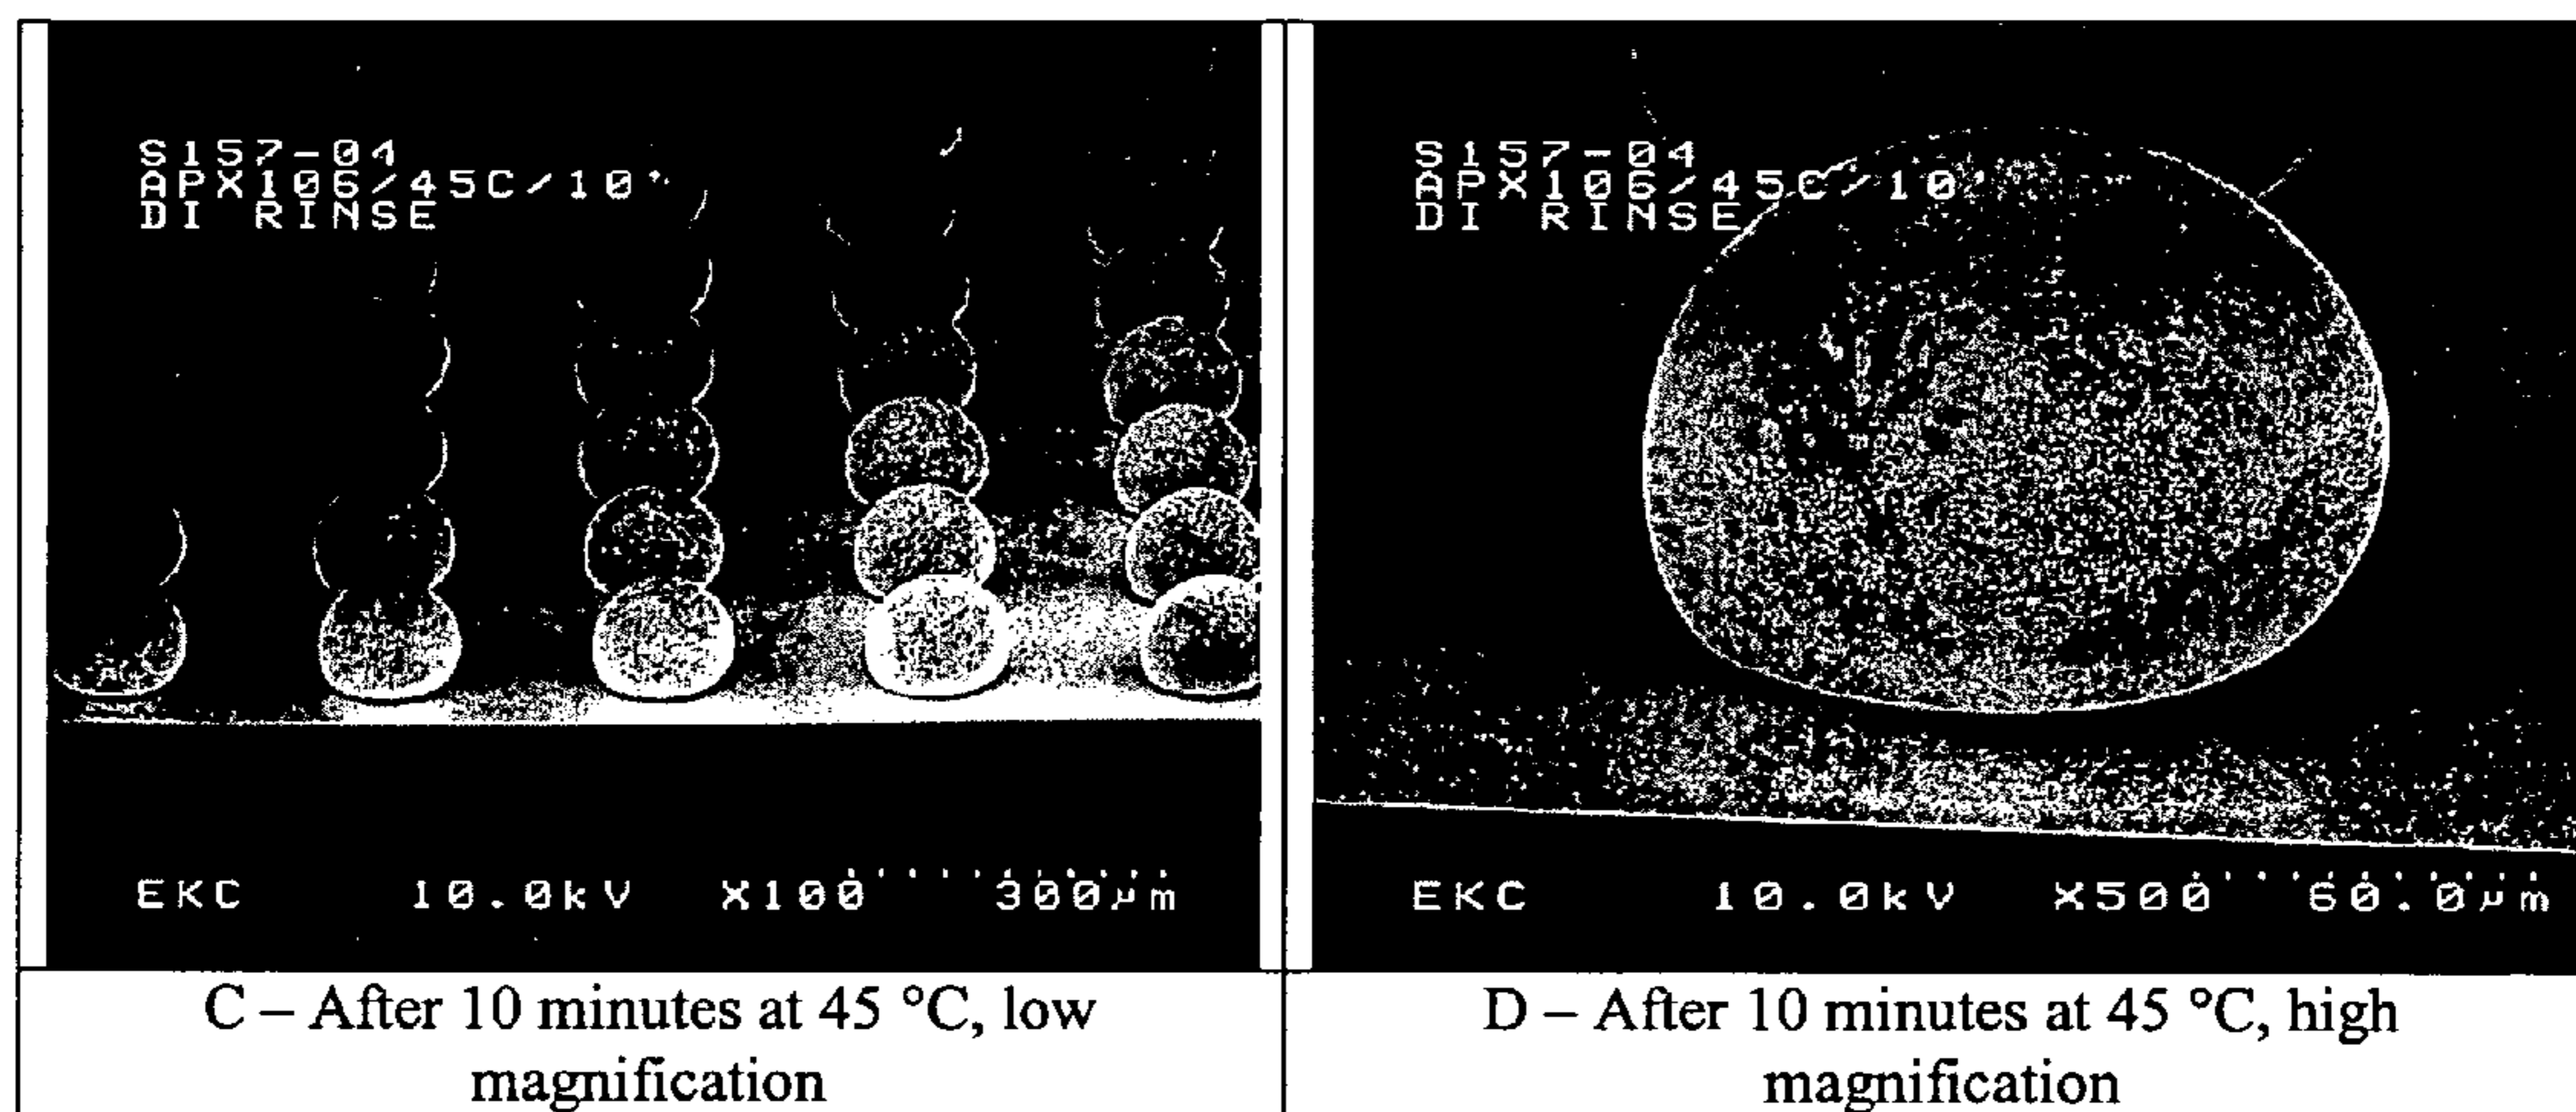 S157-04
APX106/45C/10'
DI RINSE
EKC 10.0kV X100 300µm
C – After 10 minutes at 45 °C, low
magnification
S157-04
APX106/45C/10'
DI RINSE
EKC 10.0kV X500 60.0µm
D – After 10 minutes at 45 °C, high
magnification